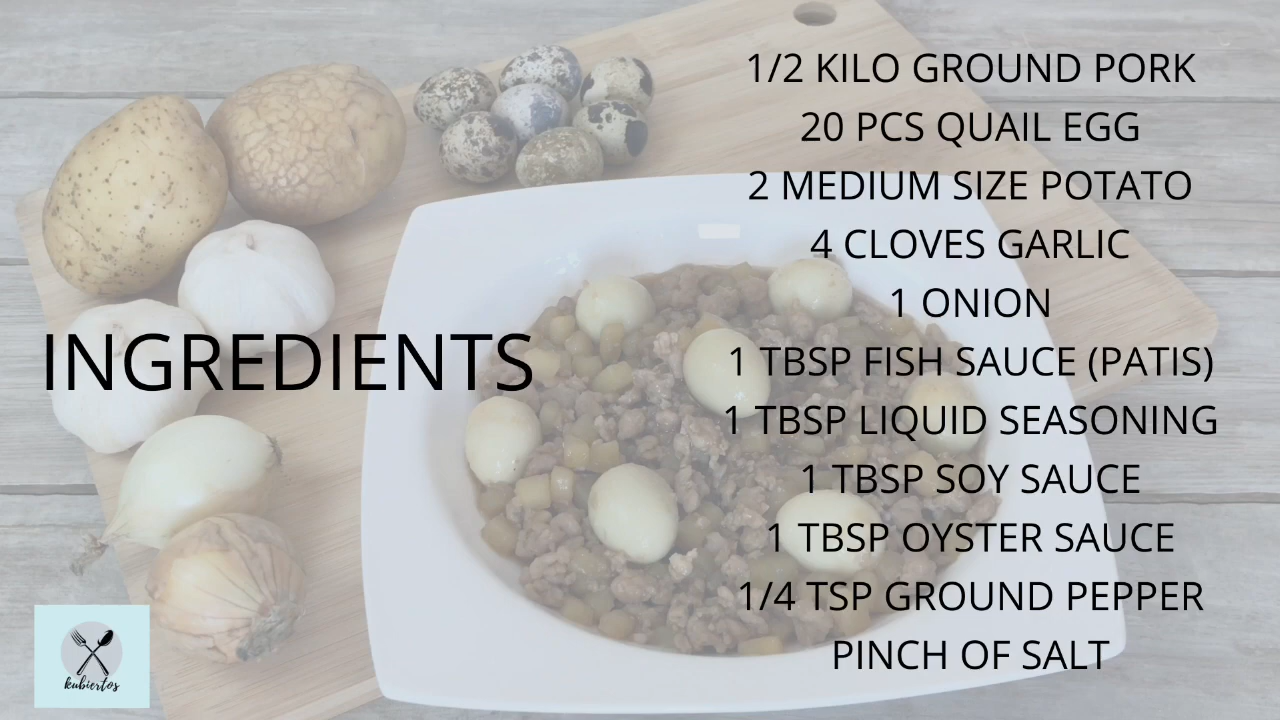 INGREDIENTS
1/2 KILO GROUND PORK
20 PCS QUAIL EGG
2 MEDIUM SIZE POTATO
4 CLOVES GARLIC
1 ONION
1 TBSP FISH SAUCE (PATIS)
1 TBSP LIQUID SEASONING
1 TBSP SOY SAUCE
1 TBSP OYSTER SAUCE
1/4 TSP GROUND PEPPER
PINCH OF SALT
kubiertos